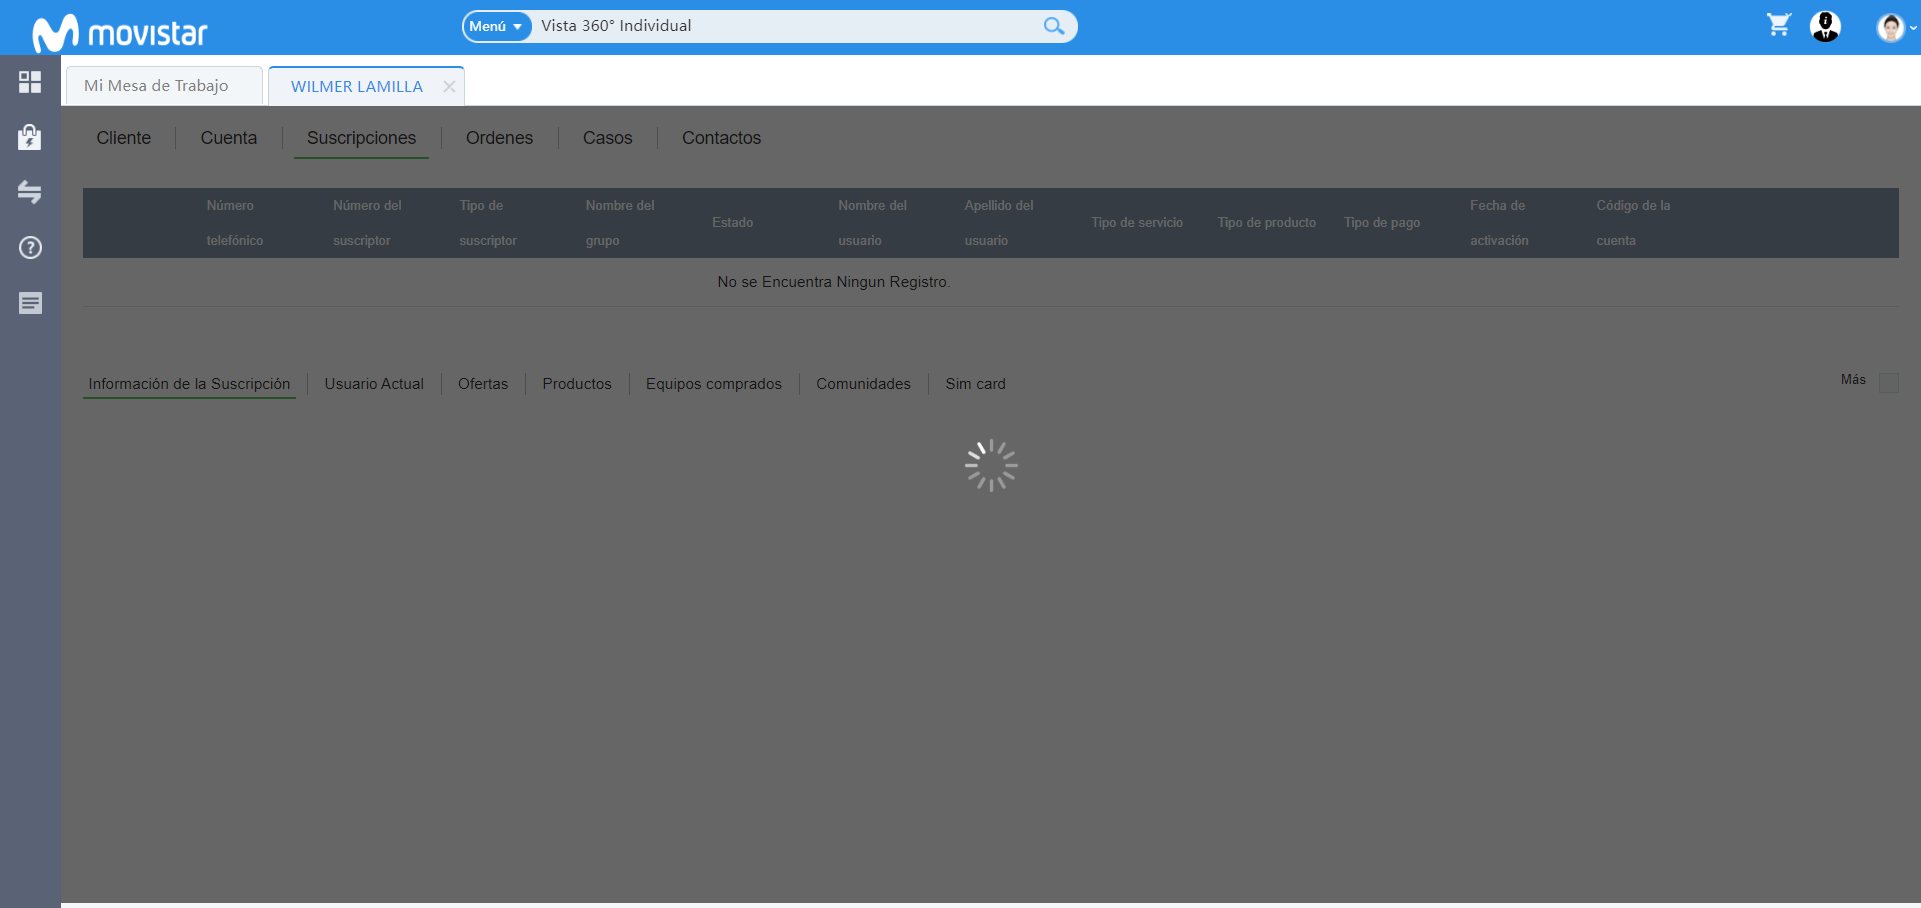 movistar
Menú
Vista 360° Individual
Mi Mesa de Trabajo
WILMER LAMILLA
Cliente
Cuenta
Suscripciones
Ordenes
Casos
Contactos
Número telefónico
Número del suscriptor
Tipo de suscriptor
Nombre del grupo
Estado
Nombre del usuario
Apellido del usuario
Tipo de servicio
Tipo de producto
Tipo de pago
Fecha de activación
Código de la cuenta
No se Encuentra Ningun Registro.
Información de la Suscripción
Usuario Actual
Ofertas
Productos
Equipos comprados
Comunidades
Sim card
Más